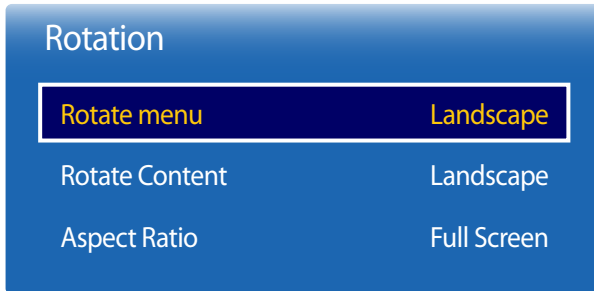 Rotation
Rotate menu Landscape
Rotate Content Landscape
Aspect Ratio Full Screen